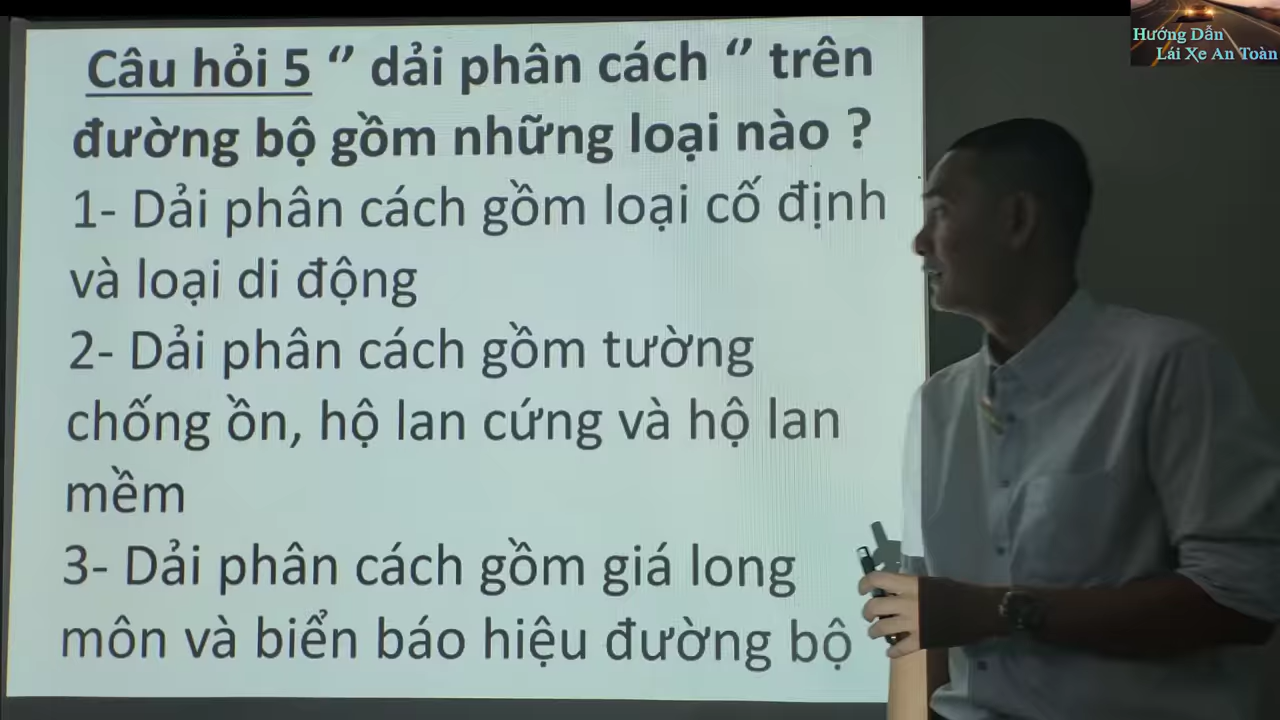 Hướng Dẫn
Lái Xe An Toàn
Câu hỏi 5 ‘’ dải phân cách ‘’ trên
đường bộ gồm những loại nào ?
1- Dải phân cách gồm loại cố định
và loại di động
2- Dải phân cách gồm tường
chống ồn, hộ lan cứng và hộ lan
mềm
3- Dải phân cách gồm giá long
môn và biển báo hiệu đường bộ